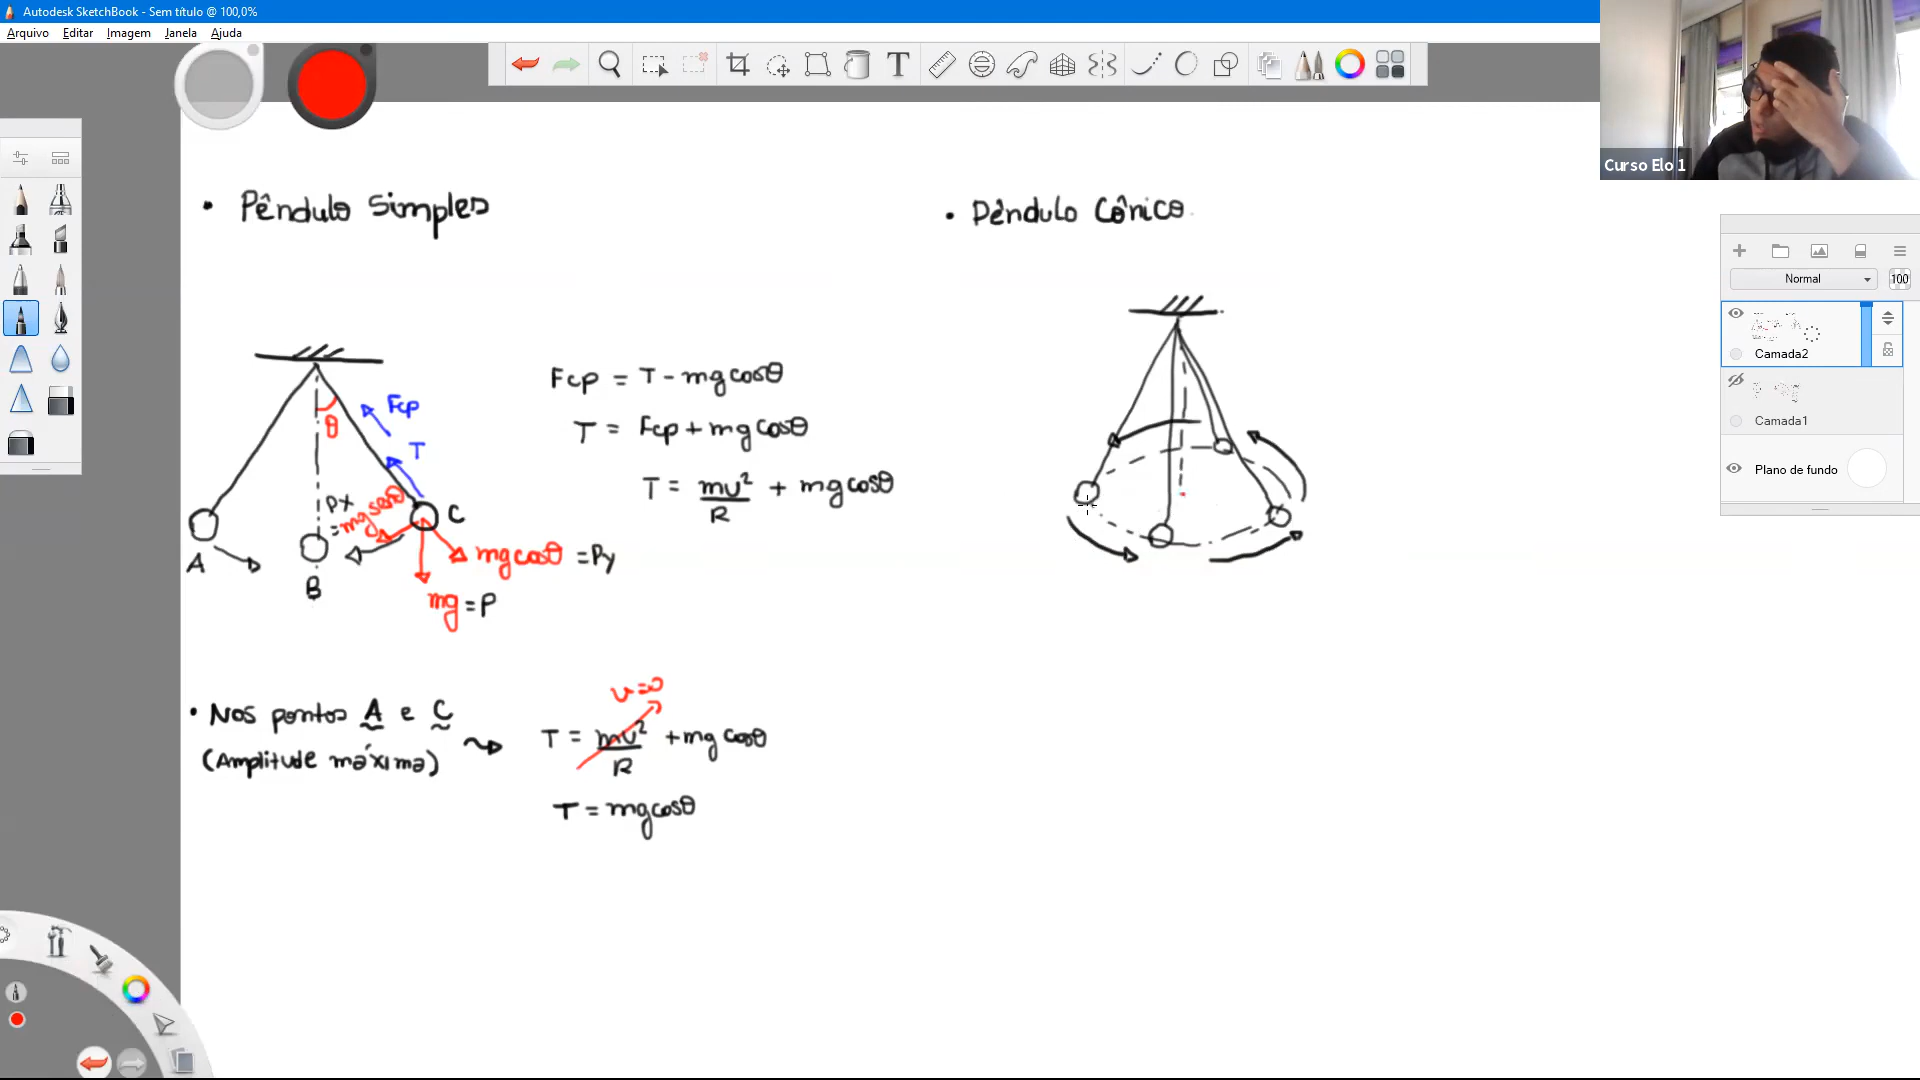 Autodesk SketchBook - Sem título @ 100,0%
Arquivo Editar Imagem Janela Ajuda
T
Curso Elo 1
• Pêndulo Simples
• Pêndulo Cônico
Normal
100
Camada2
Camada1
Plano de fundo
θ
Fcp
T
Px
= mg senθ
A
B
C
mg cosθ = Py
mg = P
Fcp = T - mg cosθ
T = Fcp + mg cosθ
T = mv²/R + mg cosθ
• Nos pontos A e C
(Amplitude máxima)
v=0
T = mv²/R + mg cosθ
T = mg cosθ